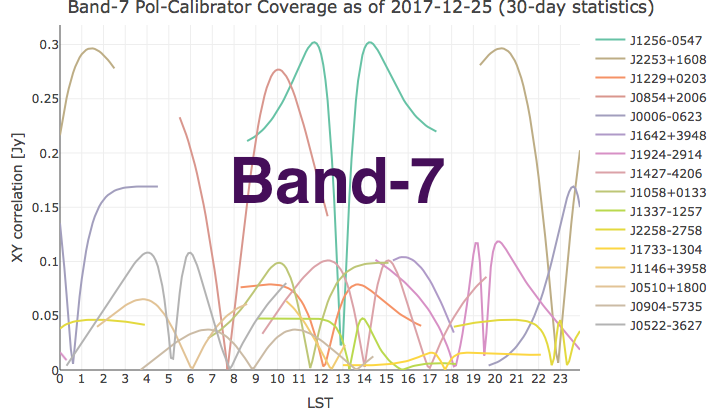 Band-7 Pol-Calibrator Coverage as of 2017-12-25 (30-day statistics)
XY correlation [Jy]
0.3
0.25
0.2
0.15
0.1
0.05
0
Band-7
0 1 2 3 4 5 6 7 8 9 10 11 12 13 14 15 16 17 18 19 20 21 22 23
LST
J1256-0547
J2253+1608
J1229+0203
J0854+2006
J0006-0623
J1642+3948
J1924-2914
J1427-4206
J1058+0133
J1337-1257
J2258-2758
J1733-1304
J1146+3958
J0510+1800
J0904-5735
J0522-3627